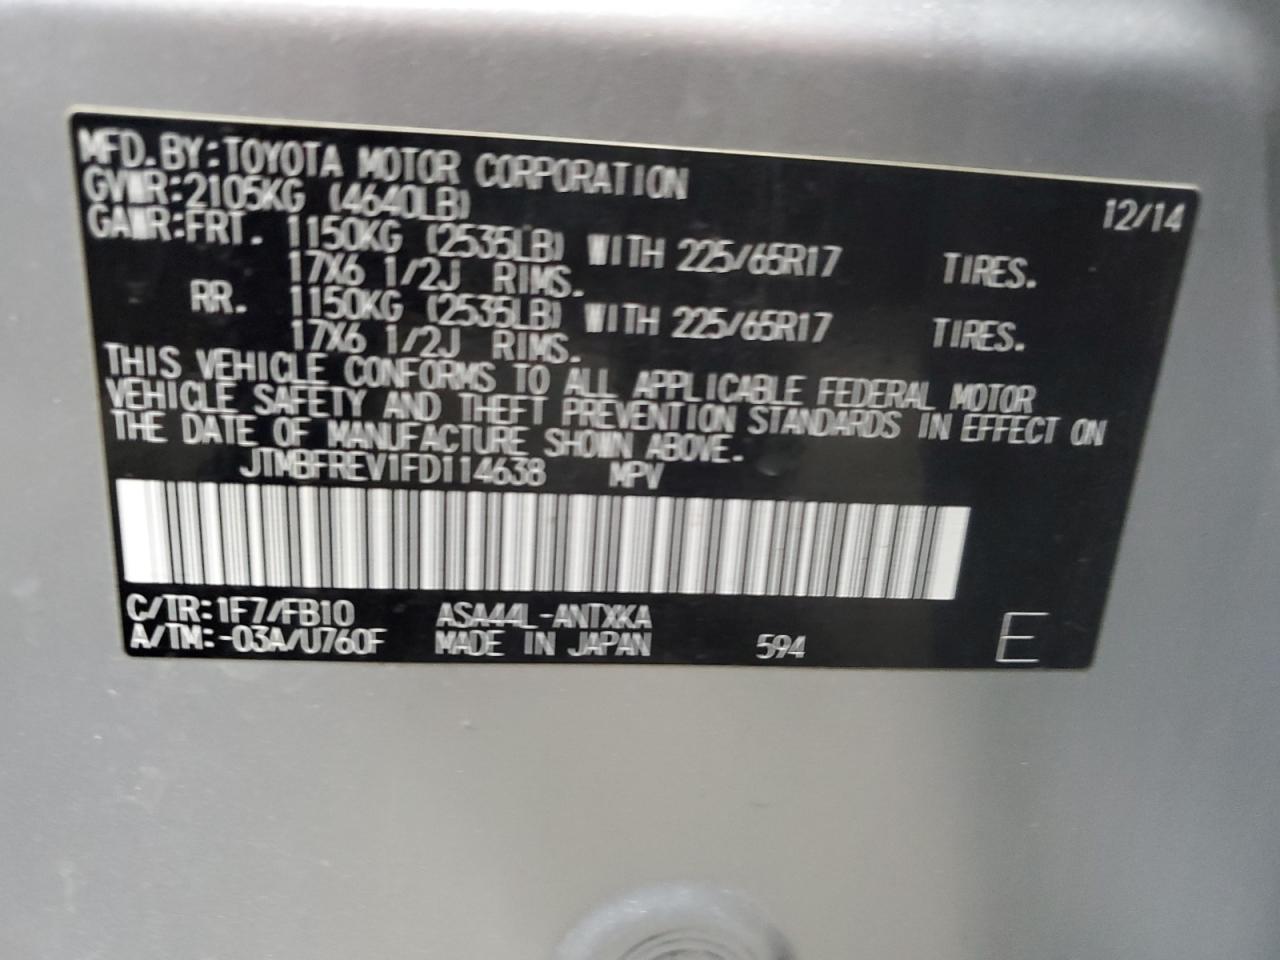 MFD. BY: TOYOTA MOTOR CORPORATION 12/14
GVWR: 2105KG (4640LB)
GAWR: FRT. 1150KG (2535LB) WITH 225/65R17 TIRES.
17X6 1/2J RIMS.
RR. 1150KG (2535LB) WITH 225/65R17 TIRES.
17X6 1/2J RIMS.
THIS VEHICLE CONFORMS TO ALL APPLICABLE FEDERAL MOTOR
VEHICLE SAFETY AND THEFT PREVENTION STANDARDS IN EFFECT ON
THE DATE OF MANUFACTURE SHOWN ABOVE.
JTMBFREV1FD114638 MPV
C/TR: 1F7/FB10 ASA44L-ANTXKA
A/TM: -03A/U760F MADE IN JAPAN 594 E